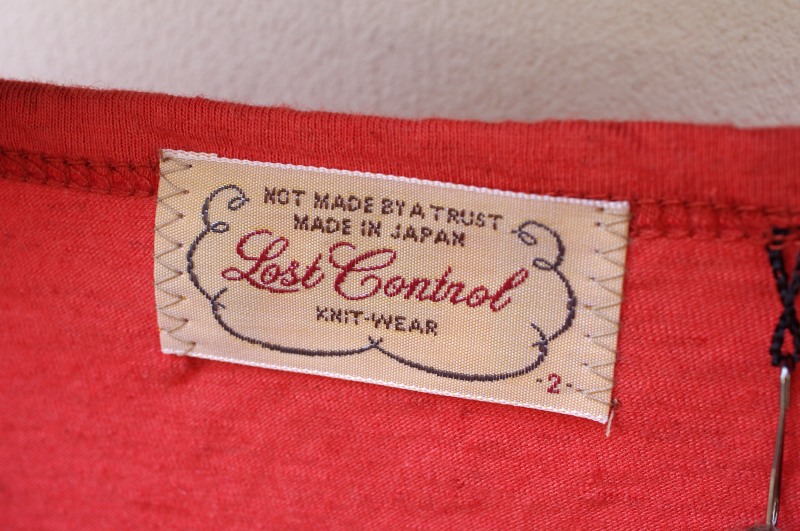 NOT MADE BY A TRUST
MADE IN JAPAN
Lost Control
KNIT-WEAR
-2-